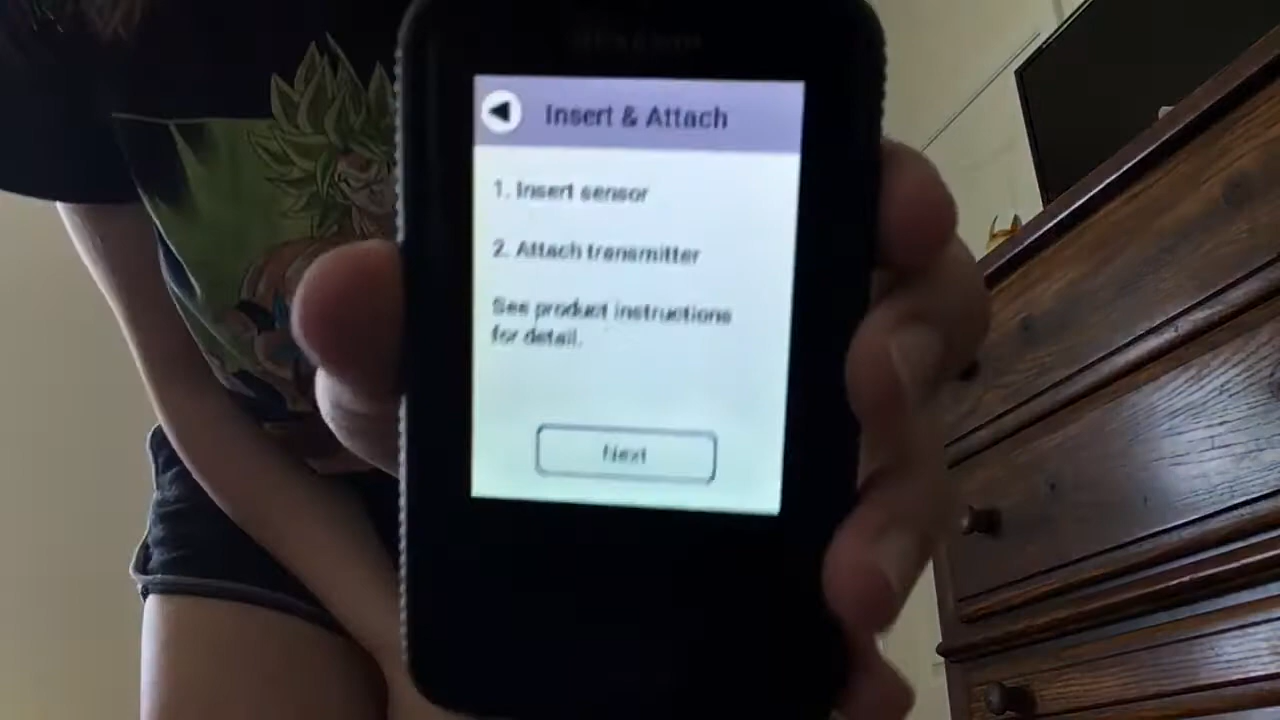 Insert & Attach
1. Insert sensor
2. Attach transmitter
See product instructions
for detail.
Next